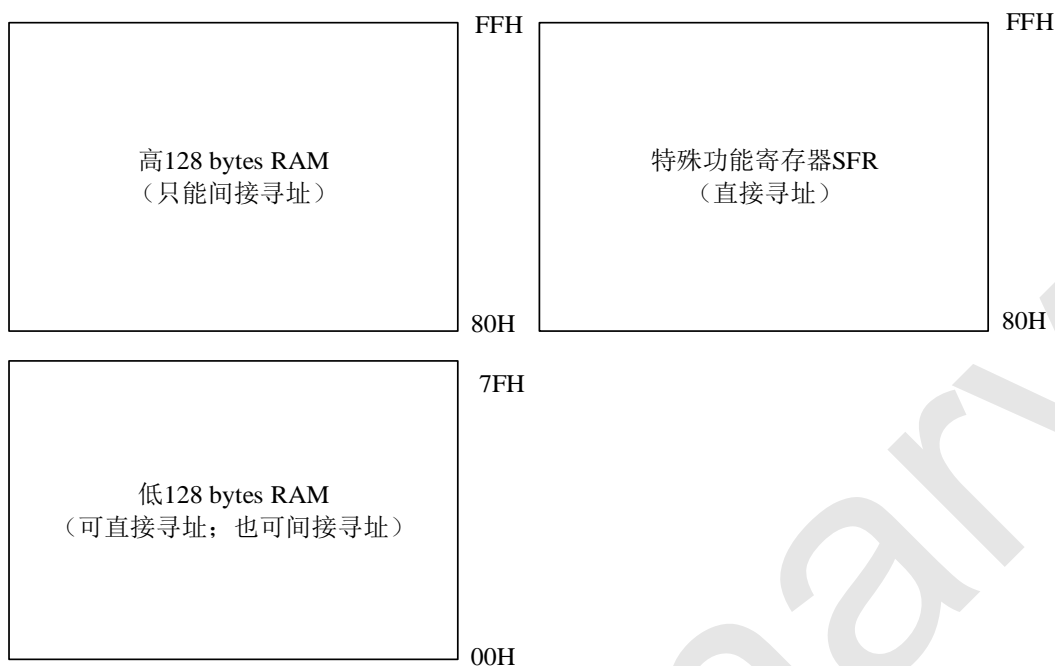 FFH
高128 bytes RAM
（只能间接寻址）
80H
FFH
特殊功能寄存器SFR
（直接寻址）
80H
7FH
低128 bytes RAM
（可直接寻址；也可间接寻址）
00H